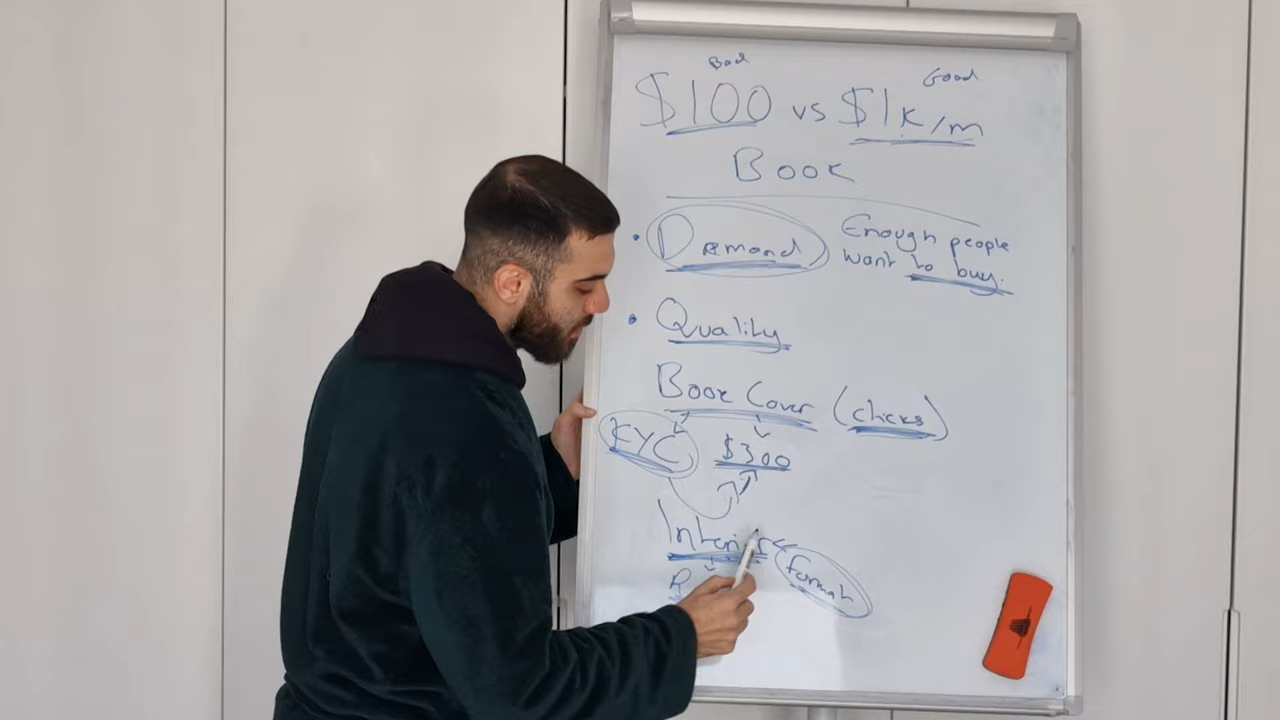 Bad
Good
$100 vs $1k/m
Book
• Demand
Enough people
want to buy.
• Quality
Book Cover (clicks)
KYC
$300
Interior
Format